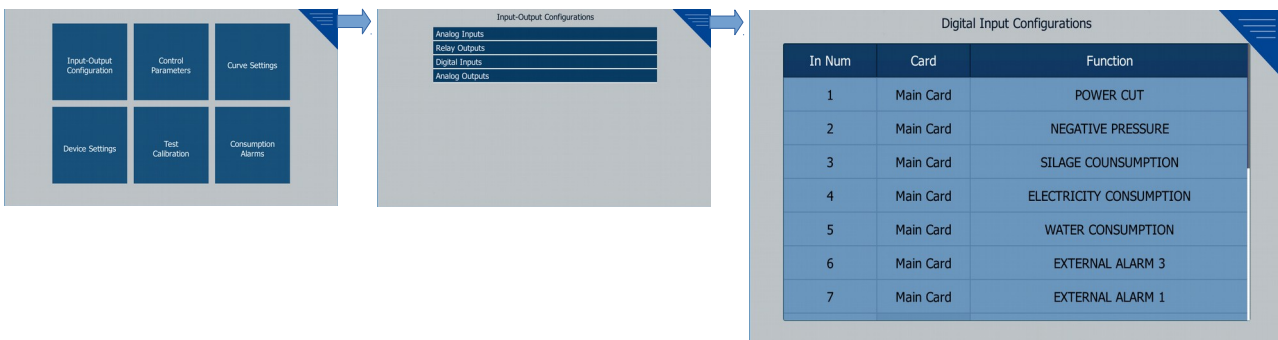 Input-Output
Configuration
Control
Parameters
Curve Settings
Device Settings
Test
Calibration
Consumption
Alarms
Input-Output Configurations
Analog Inputs
Relay Outputs
Digital Inputs
Analog Outputs
Digital Input Configurations
In Num Card Function
1 Main Card POWER CUT
2 Main Card NEGATIVE PRESSURE
3 Main Card SILAGE COUNSUMPTION
4 Main Card ELECTRICITY CONSUMPTION
5 Main Card WATER CONSUMPTION
6 Main Card EXTERNAL ALARM 3
7 Main Card EXTERNAL ALARM 1